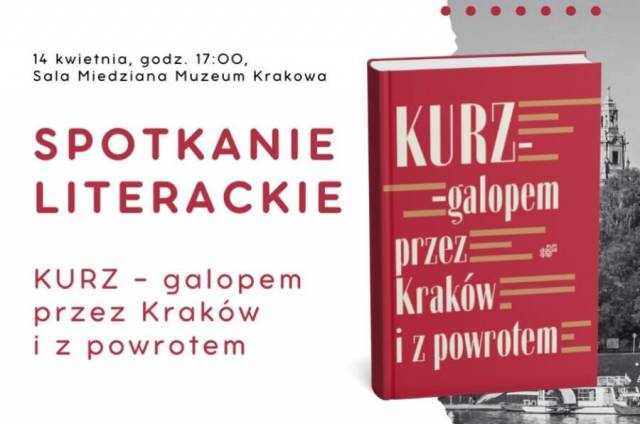 14 kwietnia, godz. 17:00,
Sala Miedziana Muzeum Krakowa
SPOTKANIE
LITERACKIE
KURZ – galopem
przez Kraków
i z powrotem
KURZ-
-galopem
przez
Kraków
i z powrotem